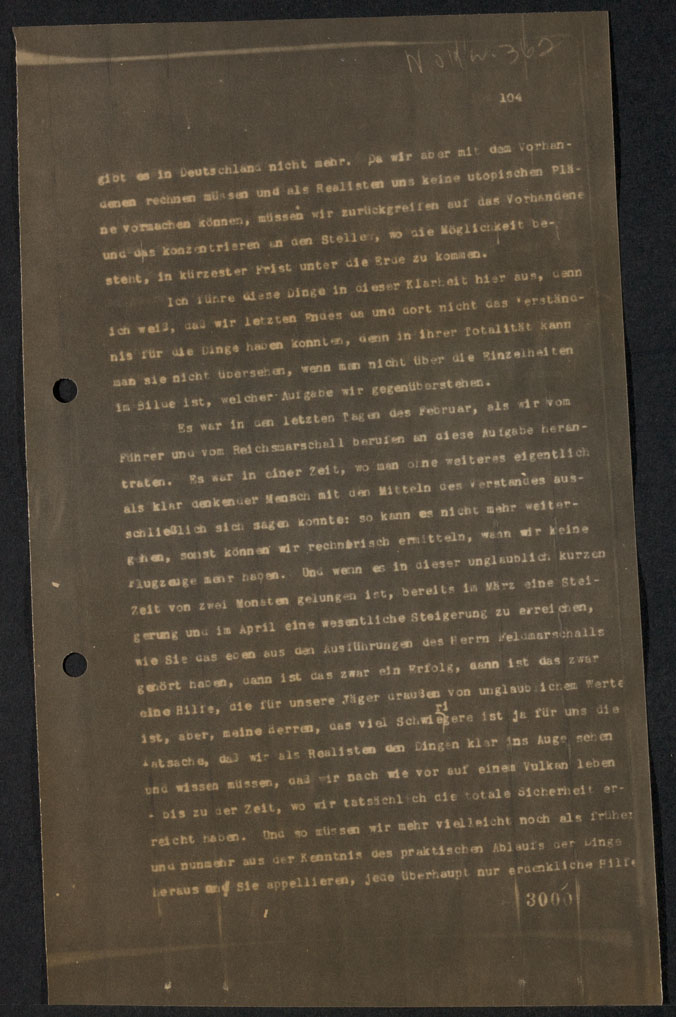 NOKW-362
104
gibt es in Deutschland nicht mehr. Da wir aber mit dem Vorhan-
denen rechnen müssen und als Realisten uns keine utopischen Plä-
ne vormachen können, müssen wir zurückgreifen auf das Vorhandene
und das konzentrieren an den Stellen, wo die Möglichkeit be-
steht, in kürzester Frist unter die Erde zu kommen.
Ich führe diese Dinge in dieser Klarheit hier aus, denn
ich weiß, daß wir letzten Endes da und dort nicht das Verständ-
nis für die Dinge haben konnten, denn in ihrer Totalität kann
man sie nicht übersehen, wenn man nicht über die Einzelheiten
im Bilde ist, welcher Aufgabe wir gegenüberstehen.
Es war in den letzten Tagen des Februar, als wir vom
Führer und vom Reichsmarschall berufen an diese Aufgabe heran-
traten. Es war in einer Zeit, wo man ohne weiteres eigentlich
als klar denkender Mensch mit den Mitteln des Verstandes aus-
schließlich sich sagen konnte: so kann es nicht mehr weiter-
gehen, sonst können wir rechnerisch ermitteln, wann wir keine
Flugzeuge mehr haben. Und wenn es in dieser unglaublich kurzen
Zeit von zwei Monaten gelungen ist, bereits im März eine Stei-
gerung und im April eine wesentliche Steigerung zu erreichen,
wie Sie das eben aus den Ausführungen des Herrn Feldmarschalls
gehört haben, dann ist das zwar ein Erfolg, dann ist das zwar
eine Hilfe, die für unsere Jäger draußen von unglaublichem Werte
ist, aber, meine Herren, das viel Schwierigere ist ja für uns die
Tatsache, daß wir als Realisten den Dingen klar ins Auge sehen
und wissen müssen, daß wir nach wie vor auf einem Vulkan leben
- bis zu der Zeit, wo wir tatsächlich die totale Sicherheit er-
reicht haben. Und so müssen wir mehr vielleicht noch als früher
und nunmehr aus der Kenntnis des praktischen Ablaufs der Dinge
heraus an Sie appellieren, jede überhaupt nur erdenkliche Hilfe
3000